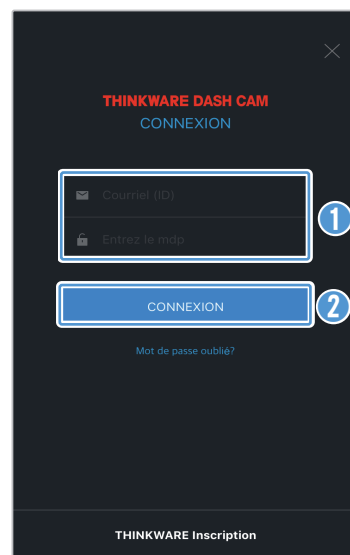 THINKWARE DASH CAM
CONNEXION
Courriel (ID)
Entrez le mdp
1
CONNEXION
2
Mot de passe oublié?
THINKWARE Inscription